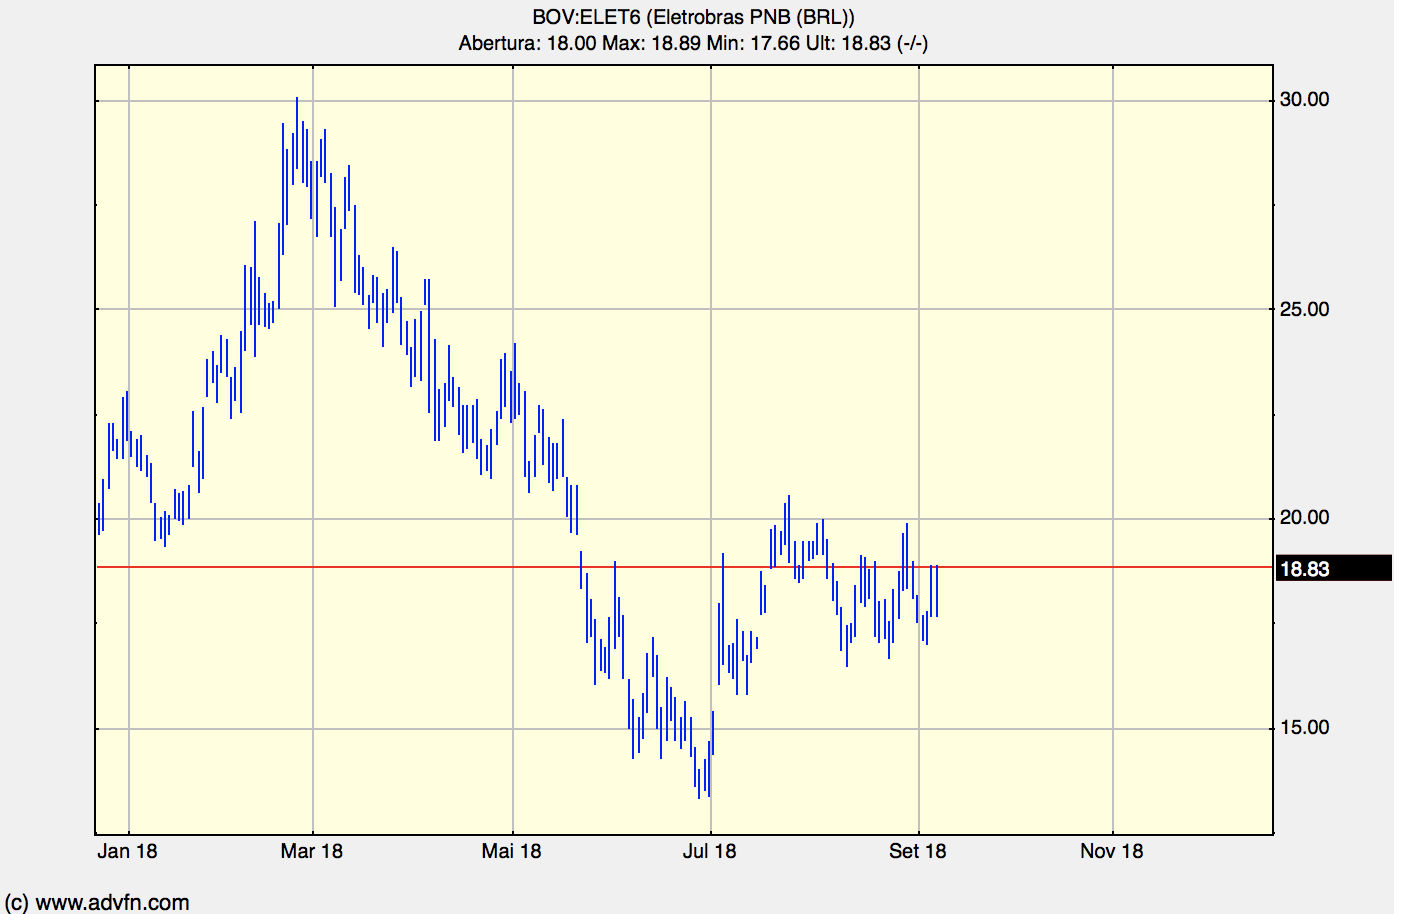 BOV:ELET6 (Eletrobras PNB (BRL))
Abertura: 18.00 Max: 18.89 Min: 17.66 Ult: 18.83 (-/-)
30.00
25.00
20.00
18.83
15.00
Jan 18 Mar 18 Mai 18 Jul 18 Set 18 Nov 18
(c) www.advfn.com